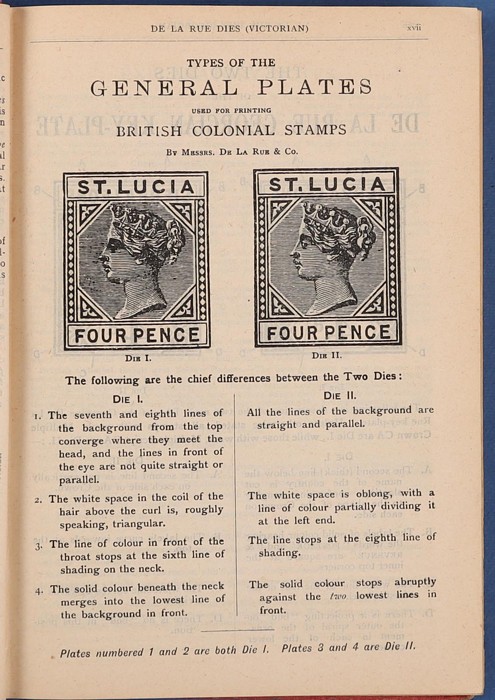 DE LA RUE DIES (VICTORIAN)
xvii
TYPES OF THE
GENERAL PLATES
USED FOR PRINTING
BRITISH COLONIAL STAMPS
By Messrs. De La Rue & Co.
ST. LUCIA
FOUR PENCE
Die I.
ST. LUCIA
FOUR PENCE
Die II.
The following are the chief differences between the Two Dies:
Die I.
1. The seventh and eighth lines of
the background from the top
converge where they meet the
head, and the lines in front of
the eye are not quite straight or
parallel.
2. The white space in the coil of the
hair above the curl is, roughly
speaking, triangular.
3. The line of colour in front of the
throat stops at the sixth line of
shading on the neck.
4. The solid colour beneath the neck
merges into the lowest line of
the background in front.
Die II.
All the lines of the background are
straight and parallel.
The white space is oblong, with a
line of colour partially dividing it
at the left end.
The line stops at the eighth line of
shading.
The solid colour stops abruptly
against the two lowest lines in
front.
Plates numbered 1 and 2 are both Die I. Plates 3 and 4 are Die II.